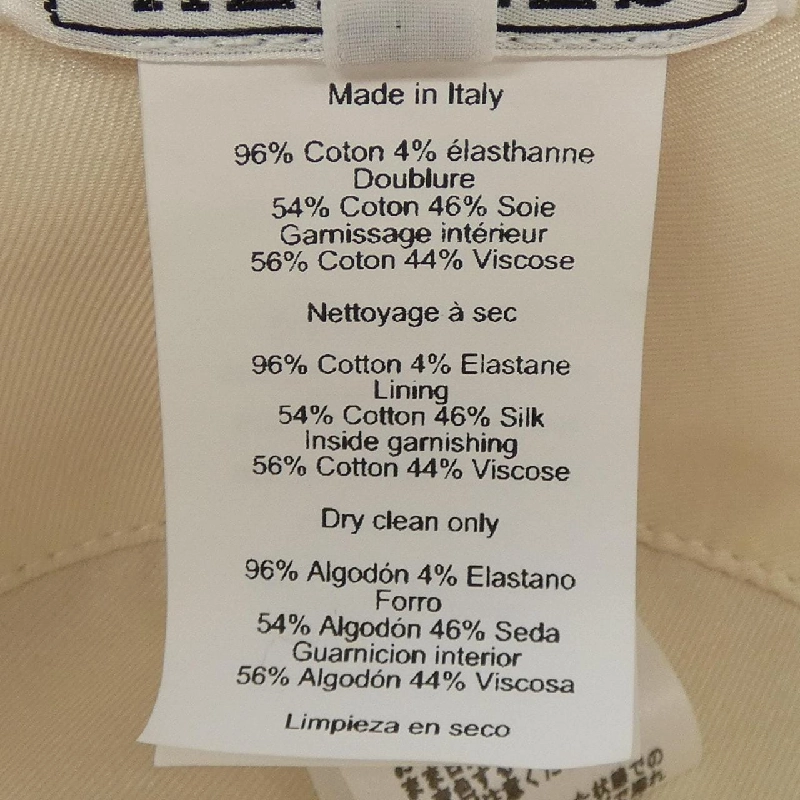 Made in Italy
96% Coton 4% élasthanne
Doublure
54% Coton 46% Soie
Garnissage intérieur
56% Coton 44% Viscose
Nettoyage à sec
96% Cotton 4% Elastane
Lining
54% Cotton 46% Silk
Inside garnishing
56% Cotton 44% Viscose
Dry clean only
96% Algodón 4% Elastano
Forro
54% Algodón 46% Seda
Guarnicion interior
56% Algodón 44% Viscosa
Limpieza en seco